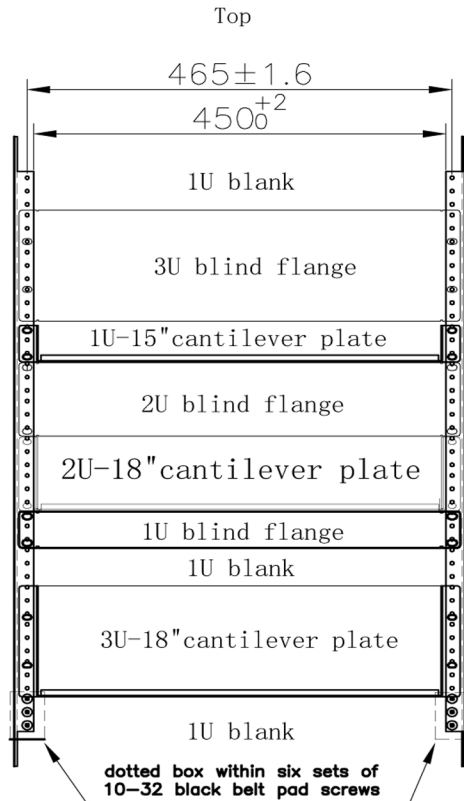 Top
465±1.6
450+2 0
1U blank
3U blind flange
1U-15"cantilever plate
2U blind flange
2U-18"cantilever plate
1U blind flange
1U blank
3U-18"cantilever plate
1U blank
dotted box within six sets of
10-32 black belt pad screws